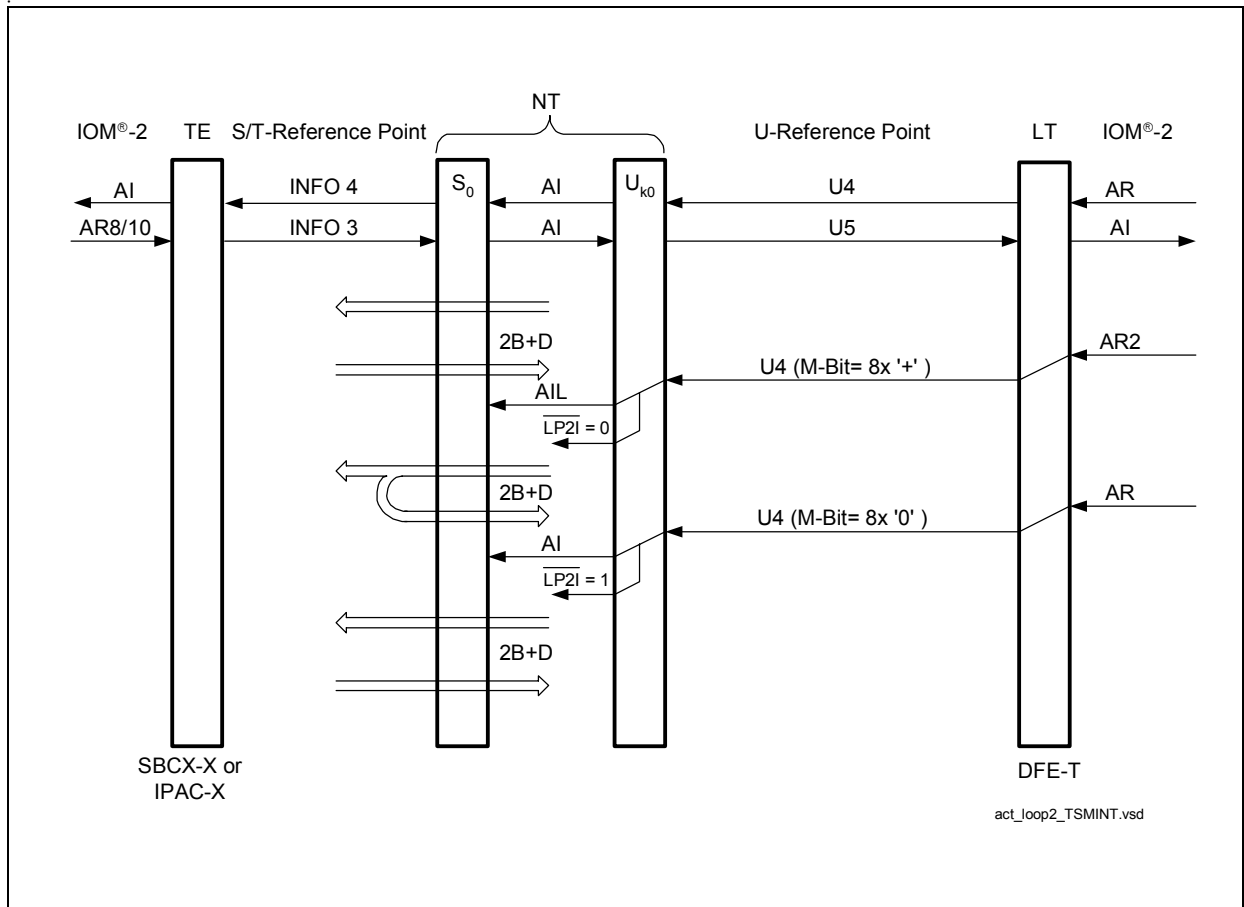 NT
IOM®-2 TE S/T-Reference Point U-Reference Point LT IOM®-2
S0 Uk0
AI INFO 4 AI U4 AR
AR8/10 INFO 3 AI U5 AI
2B+D
AR2
U4 (M-Bit= 8x '+' )
AIL
LP2I = 0
2B+D
AR
U4 (M-Bit= 8x '0' )
AI
LP2I = 1
2B+D
SBCX-X or
IPAC-X
DFE-T
act_loop2_TSMINT.vsd